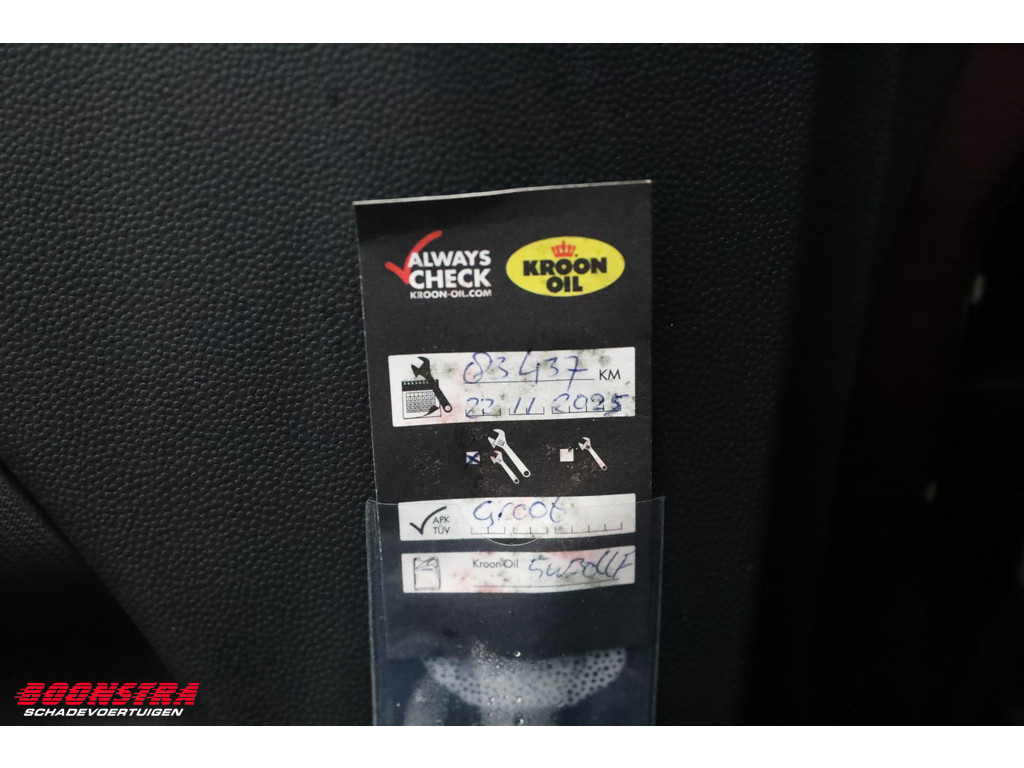 ALWAYS
CHECK
KROON-OIL.COM
KROON
OIL
83437 KM
22 11 2025
APK
TÜV
Groot
Kroon-Oil
BOONSTRA
SCHADEVOERTUIGEN